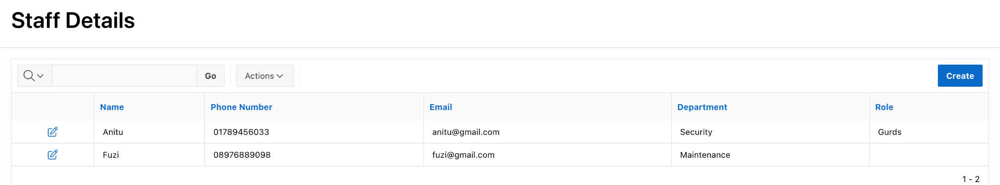 Staff Details
Go Actions Create
Name Phone Number Email Department Role
Anitu 01789456033 anitu@gmail.com Security Gurds
Fuzi 08976889098 fuzi@gmail.com Maintenance
1 - 2